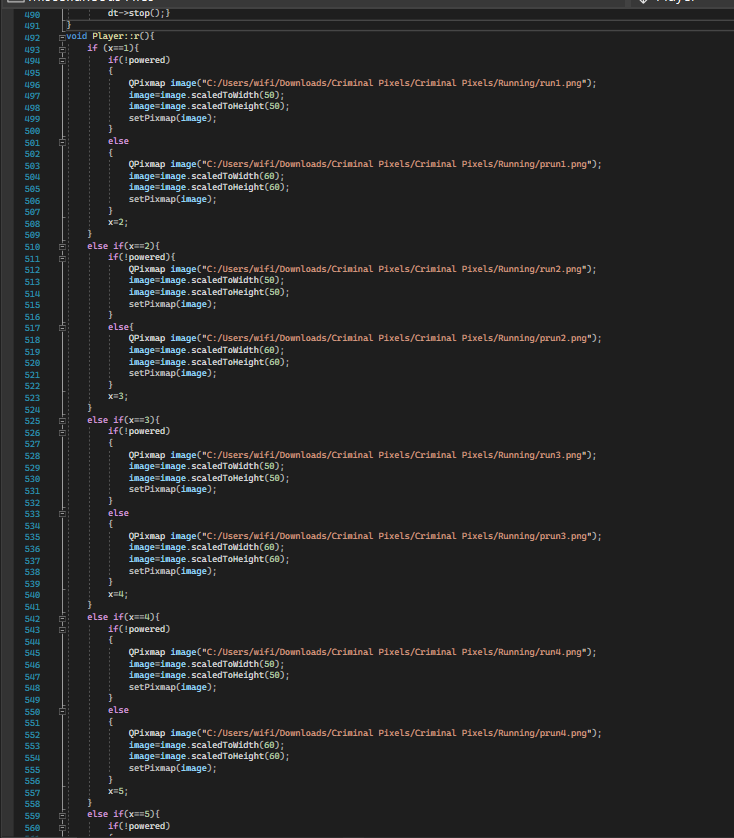 490 dt->stop();}
491 }
492 void Player::r(){
493 if (x==1){
494 if(!powered)
495 {
496 QPixmap image("C:/Users/wifi/Downloads/Criminal Pixels/Criminal Pixels/Running/run1.png");
497 image=image.scaledToWidth(50);
498 image=image.scaledToHeight(50);
499 setPixmap(image);
500 }
501 else
502 {
503 QPixmap image("C:/Users/wifi/Downloads/Criminal Pixels/Criminal Pixels/Running/prun1.png");
504 image=image.scaledToWidth(60);
505 image=image.scaledToHeight(60);
506 setPixmap(image);
507 }
508 x=2;
509 }
510 else if(x==2){
511 if(!powered){
512 QPixmap image("C:/Users/wifi/Downloads/Criminal Pixels/Criminal Pixels/Running/run2.png");
513 image=image.scaledToWidth(50);
514 image=image.scaledToHeight(50);
515 setPixmap(image);
516 }
517 else{
518 QPixmap image("C:/Users/wifi/Downloads/Criminal Pixels/Criminal Pixels/Running/prun2.png");
519 image=image.scaledToWidth(60);
520 image=image.scaledToHeight(60);
521 setPixmap(image);
522 }
523 x=3;
524 }
525 else if(x==3){
526 if(!powered)
527 {
528 QPixmap image("C:/Users/wifi/Downloads/Criminal Pixels/Criminal Pixels/Running/run3.png");
529 image=image.scaledToWidth(50);
530 image=image.scaledToHeight(50);
531 setPixmap(image);
532 }
533 else
534 {
535 QPixmap image("C:/Users/wifi/Downloads/Criminal Pixels/Criminal Pixels/Running/prun3.png");
536 image=image.scaledToWidth(60);
537 image=image.scaledToHeight(60);
538 setPixmap(image);
539 }
540 x=4;
541 }
542 else if(x==4){
543 if(!powered)
544 {
545 QPixmap image("C:/Users/wifi/Downloads/Criminal Pixels/Criminal Pixels/Running/run4.png");
546 image=image.scaledToWidth(50);
547 image=image.scaledToHeight(50);
548 setPixmap(image);
549 }
550 else
551 {
552 QPixmap image("C:/Users/wifi/Downloads/Criminal Pixels/Criminal Pixels/Running/prun4.png");
553 image=image.scaledToWidth(60);
554 image=image.scaledToHeight(60);
555 setPixmap(image);
556 }
557 x=5;
558 }
559 else if(x==5){
560 if(!powered)